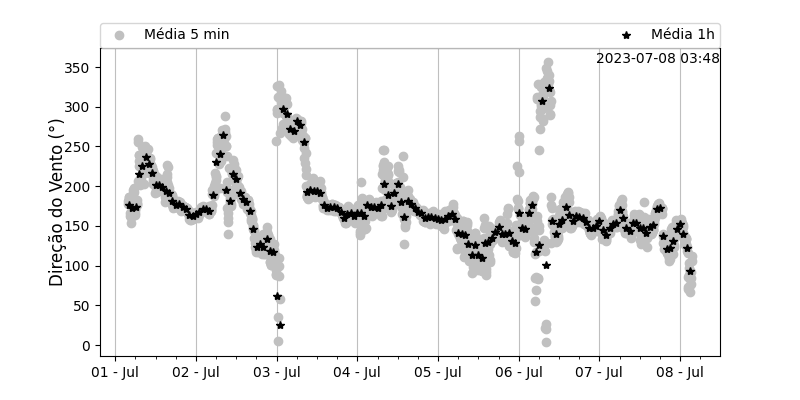 Média 5 min
Média 1h
2023-07-08 03:48
Direção do Vento (°)
350
300
250
200
150
100
50
0
01 - Jul
02 - Jul
03 - Jul
04 - Jul
05 - Jul
06 - Jul
07 - Jul
08 - Jul